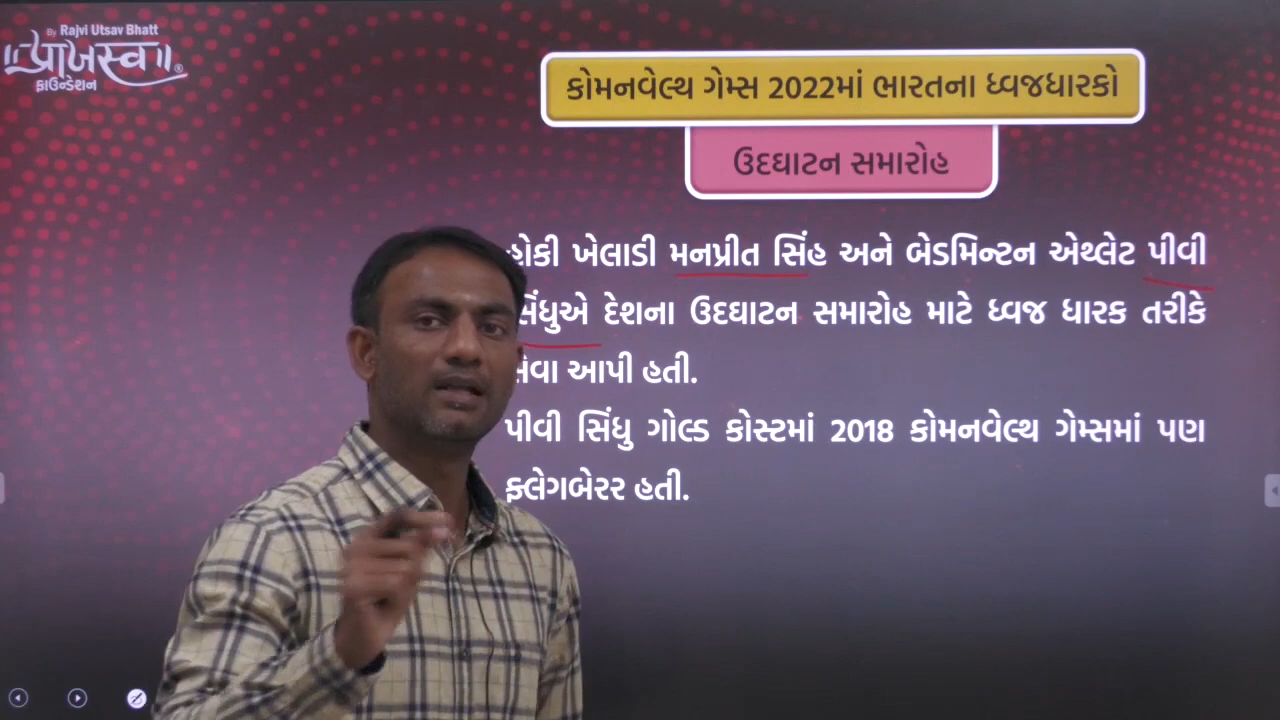 By Rajvi Utsav Bhatt
ફાઉન્ડેશન
કોમનવેલ્થ ગેમ્સ 2022માં ભારતના ધ્વજધારકો
ઉદઘાટન સમારોહ
હોકી ખેલાડી મનપ્રીત સિંહ અને બેડમિન્ટન એથ્લેટ પીવી
સિંધુએ દેશના ઉદઘાટન સમારોહ માટે ધ્વજ ધારક તરીકે
સેવા આપી હતી.
પીવી સિંધુ ગોલ્ડ કોસ્ટમાં 2018 કોમનવેલ્થ ગેમ્સમાં પણ
ફ્લેગબેરર હતી.